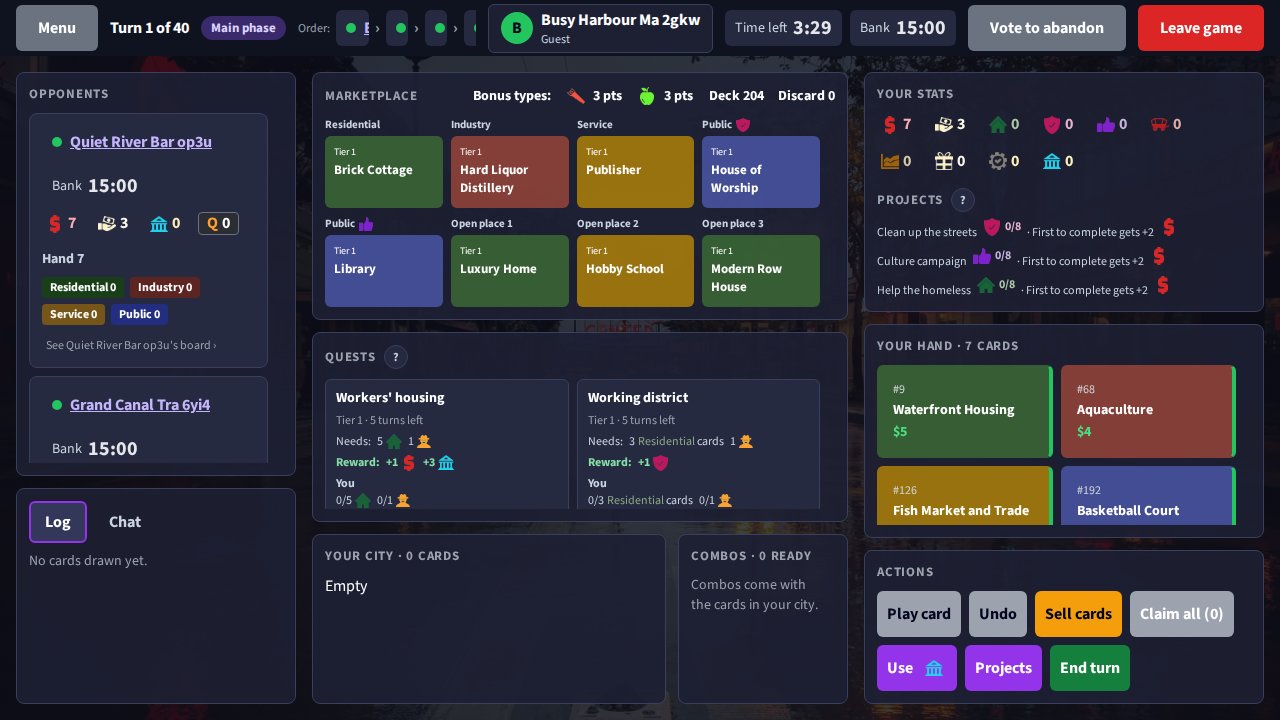 Menu
Turn 1 of 40
Main phase
Order:
B
Busy Harbour Ma 2gkw
Guest
Time left 3:29
Bank 15:00
Vote to abandon
Leave game
OPPONENTS
Quiet River Bar op3u
Bank 15:00
7 3 0 Q 0
Hand 7
Residential 0 Industry 0
Service 0 Public 0
See Quiet River Bar op3u's board ›
Grand Canal Tra 6yi4
Bank 15:00
Log Chat
No cards drawn yet.
MARKETPLACE
Bonus types: 3 pts 3 pts Deck 204 Discard 0
Residential
Tier 1
Brick Cottage
Industry
Tier 1
Hard Liquor
Distillery
Service
Tier 1
Publisher
Public
Tier 1
House of
Worship
Public
Tier 1
Library
Open place 1
Tier 1
Luxury Home
Open place 2
Tier 1
Hobby School
Open place 3
Tier 1
Modern Row
House
QUESTS ?
Workers' housing
Tier 1 · 5 turns left
Needs: 5 1
Reward: +1 +3
You
0/5 0/1
Working district
Tier 1 · 5 turns left
Needs: 3 Residential cards 1
Reward: +1
You
0/3 Residential cards 0/1
YOUR CITY · 0 CARDS
Empty
COMBOS · 0 READY
Combos come with
the cards in your city.
YOUR STATS
7 3 0 0 0 0
0 0 0 0
PROJECTS ?
Clean up the streets 0/8 · First to complete gets +2
Culture campaign 0/8 · First to complete gets +2
Help the homeless 0/8 · First to complete gets +2
YOUR HAND · 7 CARDS
#9
Waterfront Housing
$5
#68
Aquaculture
$4
#126
Fish Market and Trade
#192
Basketball Court
ACTIONS
Play card
Undo
Sell cards
Claim all (0)
Use
Projects
End turn